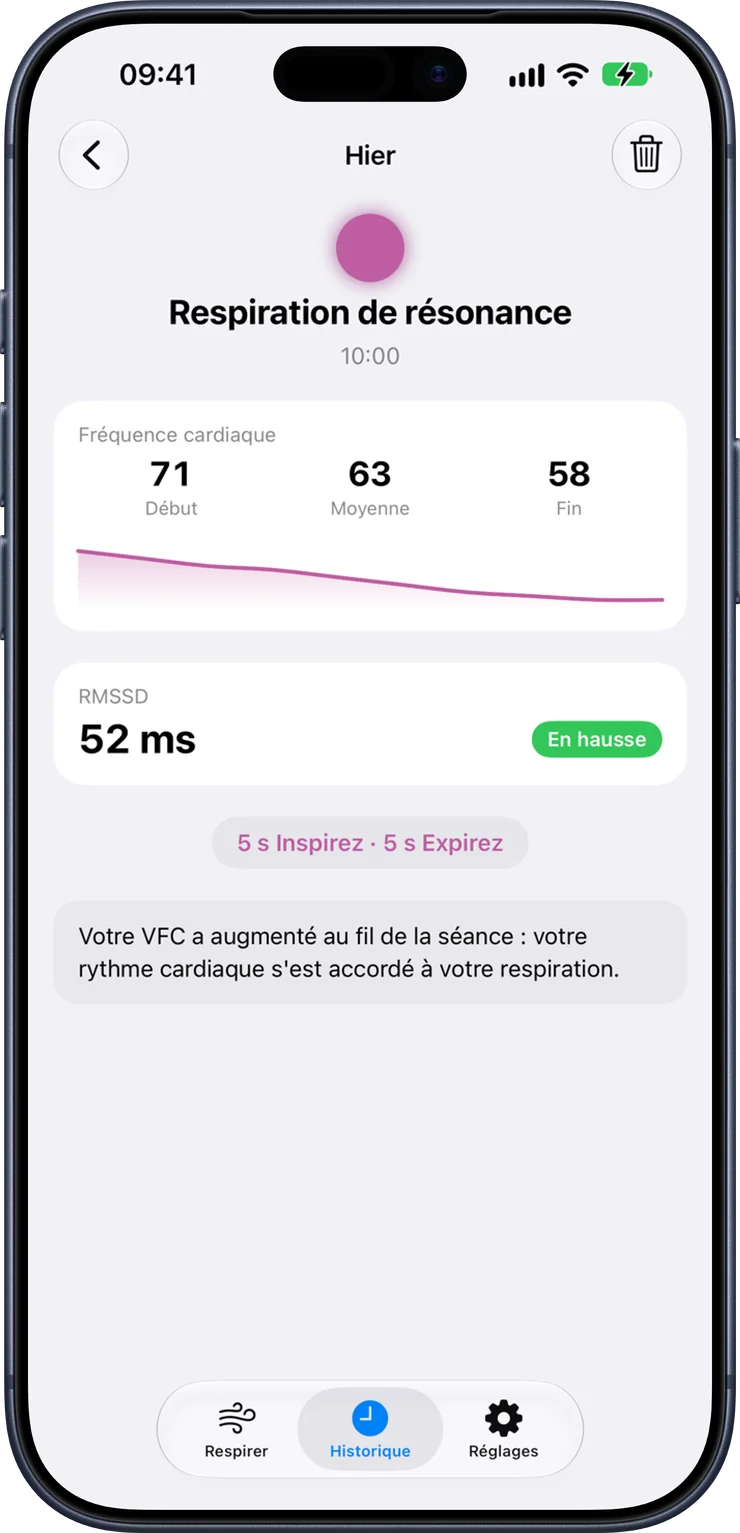 09:41
Hier
Respiration de résonance
10:00
Fréquence cardiaque
71 63 58
Début Moyenne Fin
RMSSD
52 ms
En hausse
5 s Inspirez · 5 s Expirez
Votre VFC a augmenté au fil de la séance : votre
rythme cardiaque s'est accordé à votre respiration.
Respirer Historique Réglages